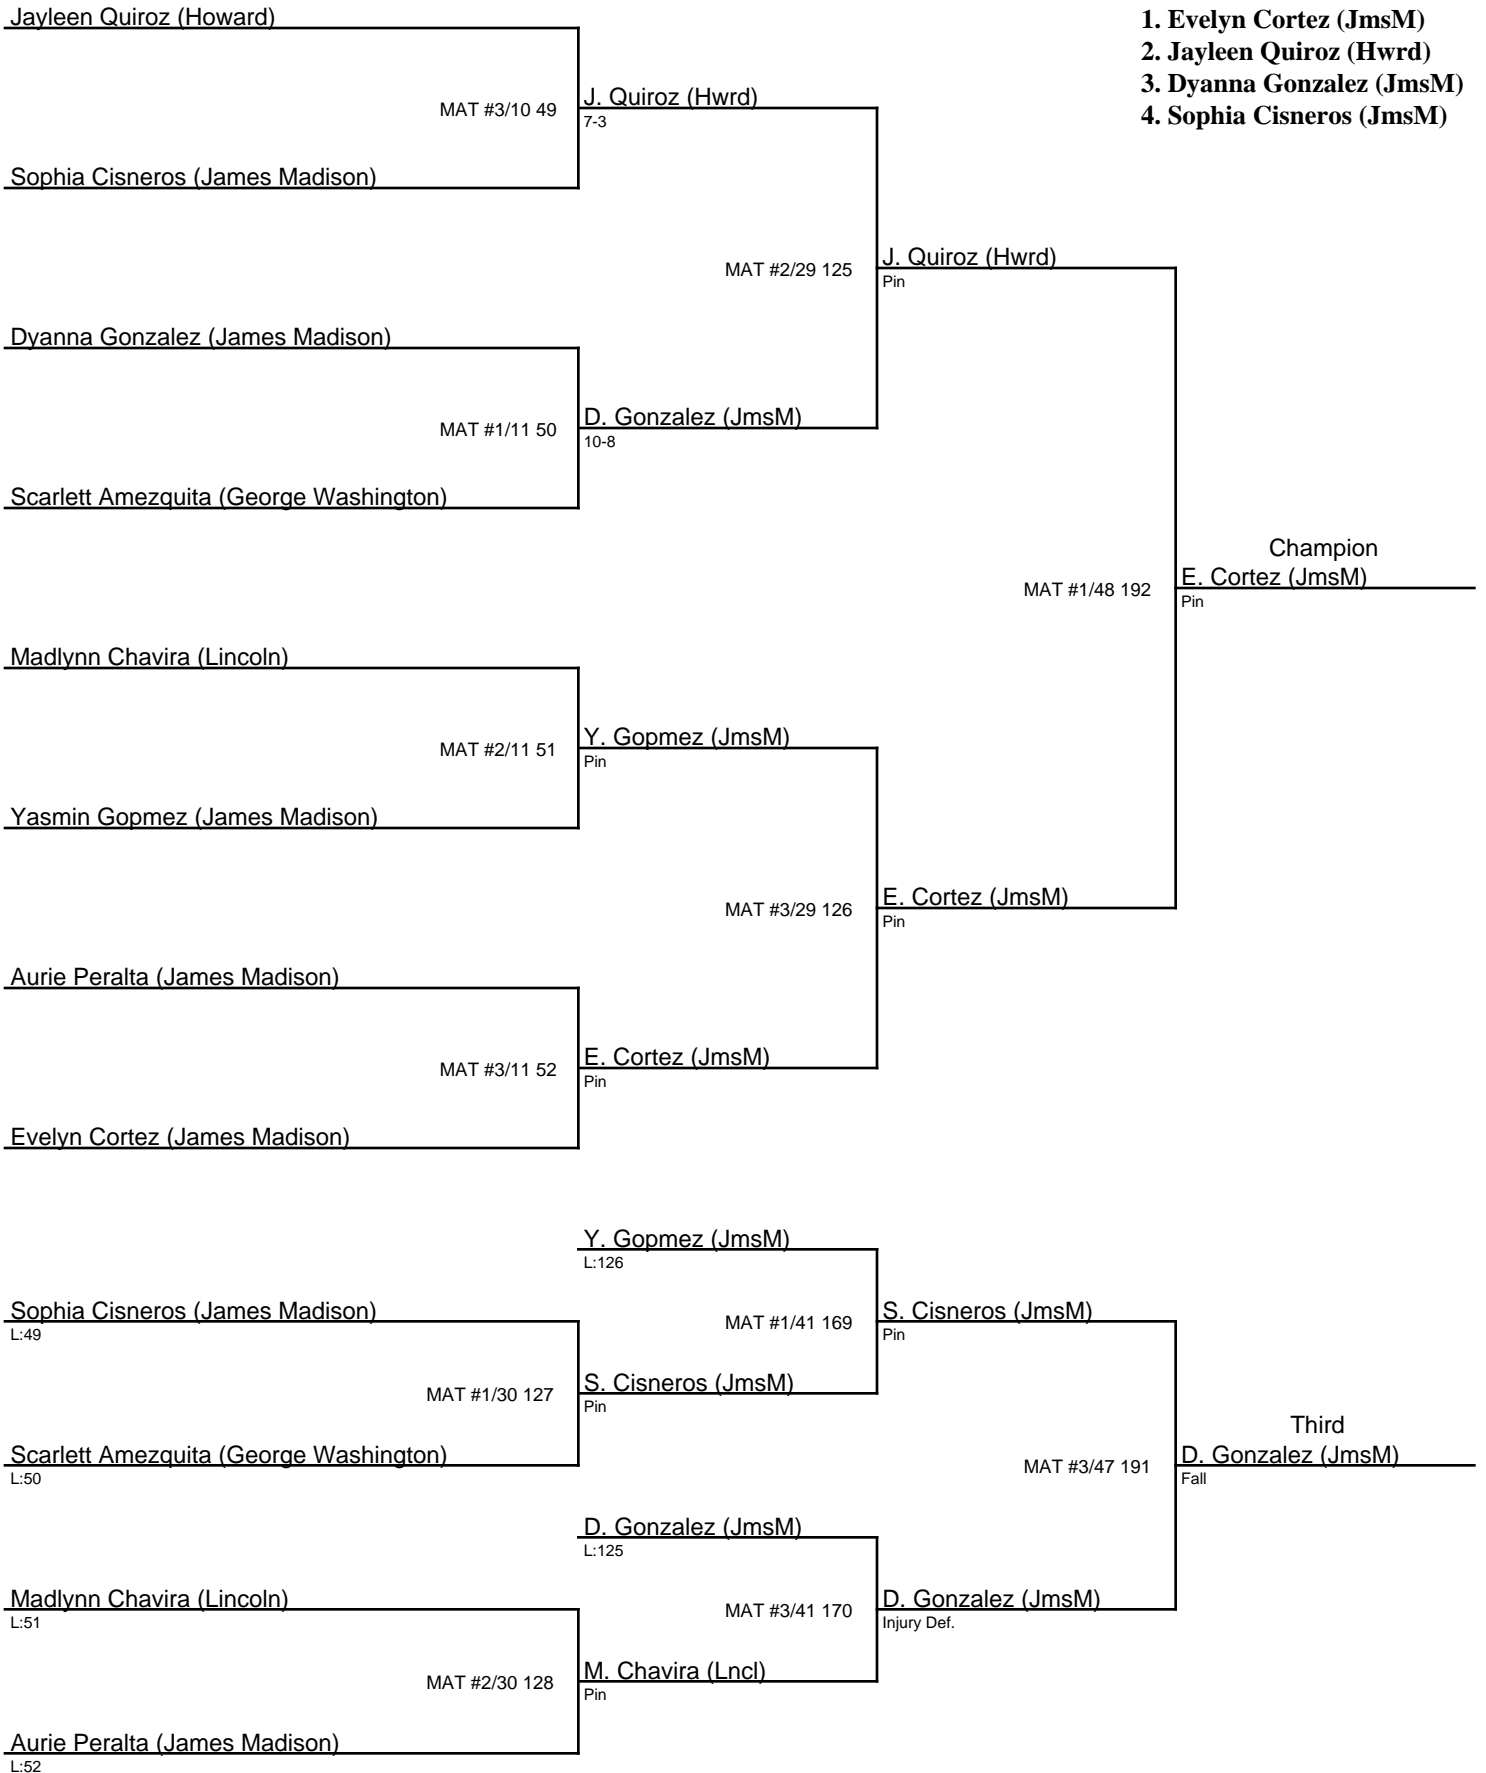 Jayleen Quiroz (Howard)
1. Evelyn Cortez (JmsM)
2. Jayleen Quiroz (Hwrd)
3. Dyanna Gonzalez (JmsM)
4. Sophia Cisneros (JmsM)
MAT #3/10 49
J. Quiroz (Hwrd)
7-3
Sophia Cisneros (James Madison)
MAT #2/29 125
J. Quiroz (Hwrd)
Pin
Dyanna Gonzalez (James Madison)
MAT #1/11 50
D. Gonzalez (JmsM)
10-8
Scarlett Amezquita (George Washington)
Champion
MAT #1/48 192
E. Cortez (JmsM)
Pin
Madlynn Chavira (Lincoln)
MAT #2/11 51
Y. Gopmez (JmsM)
Pin
Yasmin Gopmez (James Madison)
MAT #3/29 126
E. Cortez (JmsM)
Pin
Aurie Peralta (James Madison)
MAT #3/11 52
E. Cortez (JmsM)
Pin
Evelyn Cortez (James Madison)
Y. Gopmez (JmsM)
L:126
Sophia Cisneros (James Madison)
L:49
MAT #1/41 169
S. Cisneros (JmsM)
Pin
MAT #1/30 127
S. Cisneros (JmsM)
Pin
Scarlett Amezquita (George Washington)
L:50
Third
MAT #3/47 191
D. Gonzalez (JmsM)
Fall
D. Gonzalez (JmsM)
L:125
Madlynn Chavira (Lincoln)
L:51
MAT #3/41 170
D. Gonzalez (JmsM)
Injury Def.
MAT #2/30 128
M. Chavira (Lncl)
Pin
Aurie Peralta (James Madison)
L:52